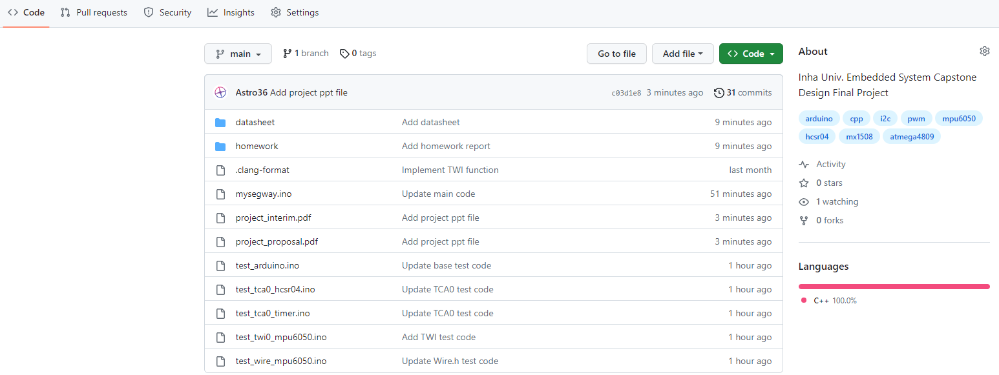 Code Pull requests Security Insights Settings
main 1 branch 0 tags Go to file Add file Code
Astro36 Add project ppt file c03d1e8 3 minutes ago 31 commits
datasheet Add datasheet 9 minutes ago
homework Add homework report 9 minutes ago
.clang-format Implement TWI function last month
mysegway.ino Update main code 51 minutes ago
project_interim.pdf Add project ppt file 3 minutes ago
project_proposal.pdf Add project ppt file 3 minutes ago
test_arduino.ino Update base test code 1 hour ago
test_tca0_hcsr04.ino Update TCA0 test code 1 hour ago
test_tca0_timer.ino Update TCA0 test code 1 hour ago
test_twi0_mpu6050.ino Add TWI test code 1 hour ago
test_wire_mpu6050.ino Update Wire.h test code 1 hour ago
About
Inha Univ. Embedded System Capstone
Design Final Project
arduino cpp i2c pwm mpu6050
hcsr04 mx1508 atmega4809
Activity
0 stars
1 watching
0 forks
Languages
C++ 100.0%